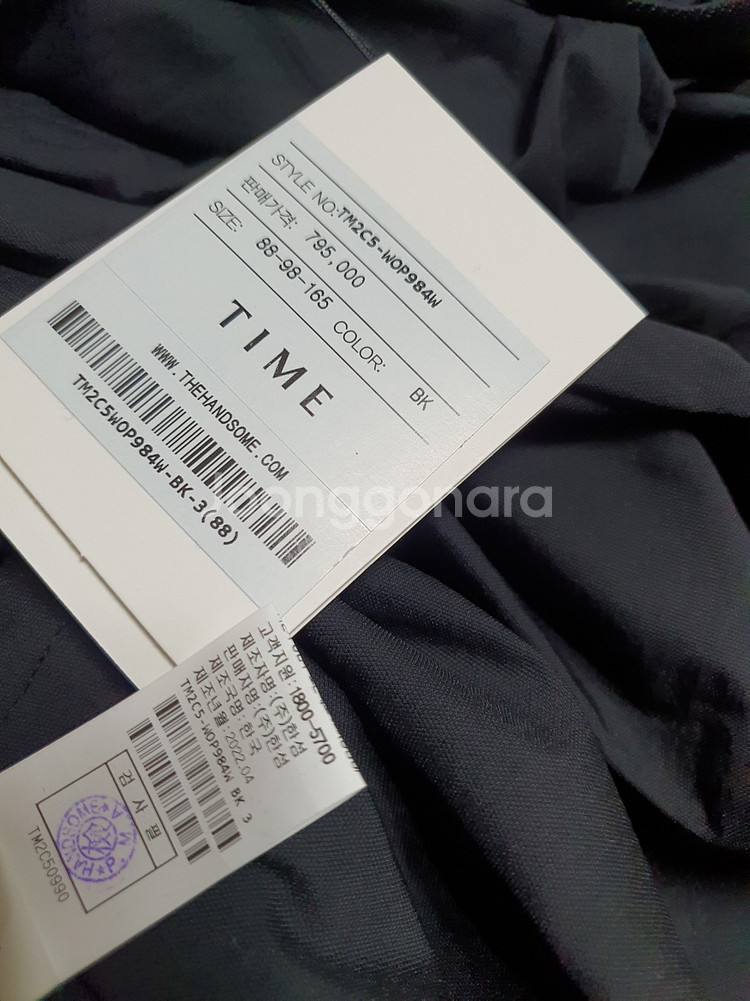 STYLE NO:TM2C5-WOP984W
판매가격: 795,000
SIZE: 88-98-165 COLOR: BK
TIME
WWW.THEHANDSOME.COM
TM2C5WOP984W-BK-3(88)
고객지원:1800-5700
제조자명:(주)한섬
판매자명:(주)한섬
제조국명:한국
제조년월:2022.04
TM2C5-WOP984W BK 3
검사필
HANDSOME
TM2C50990